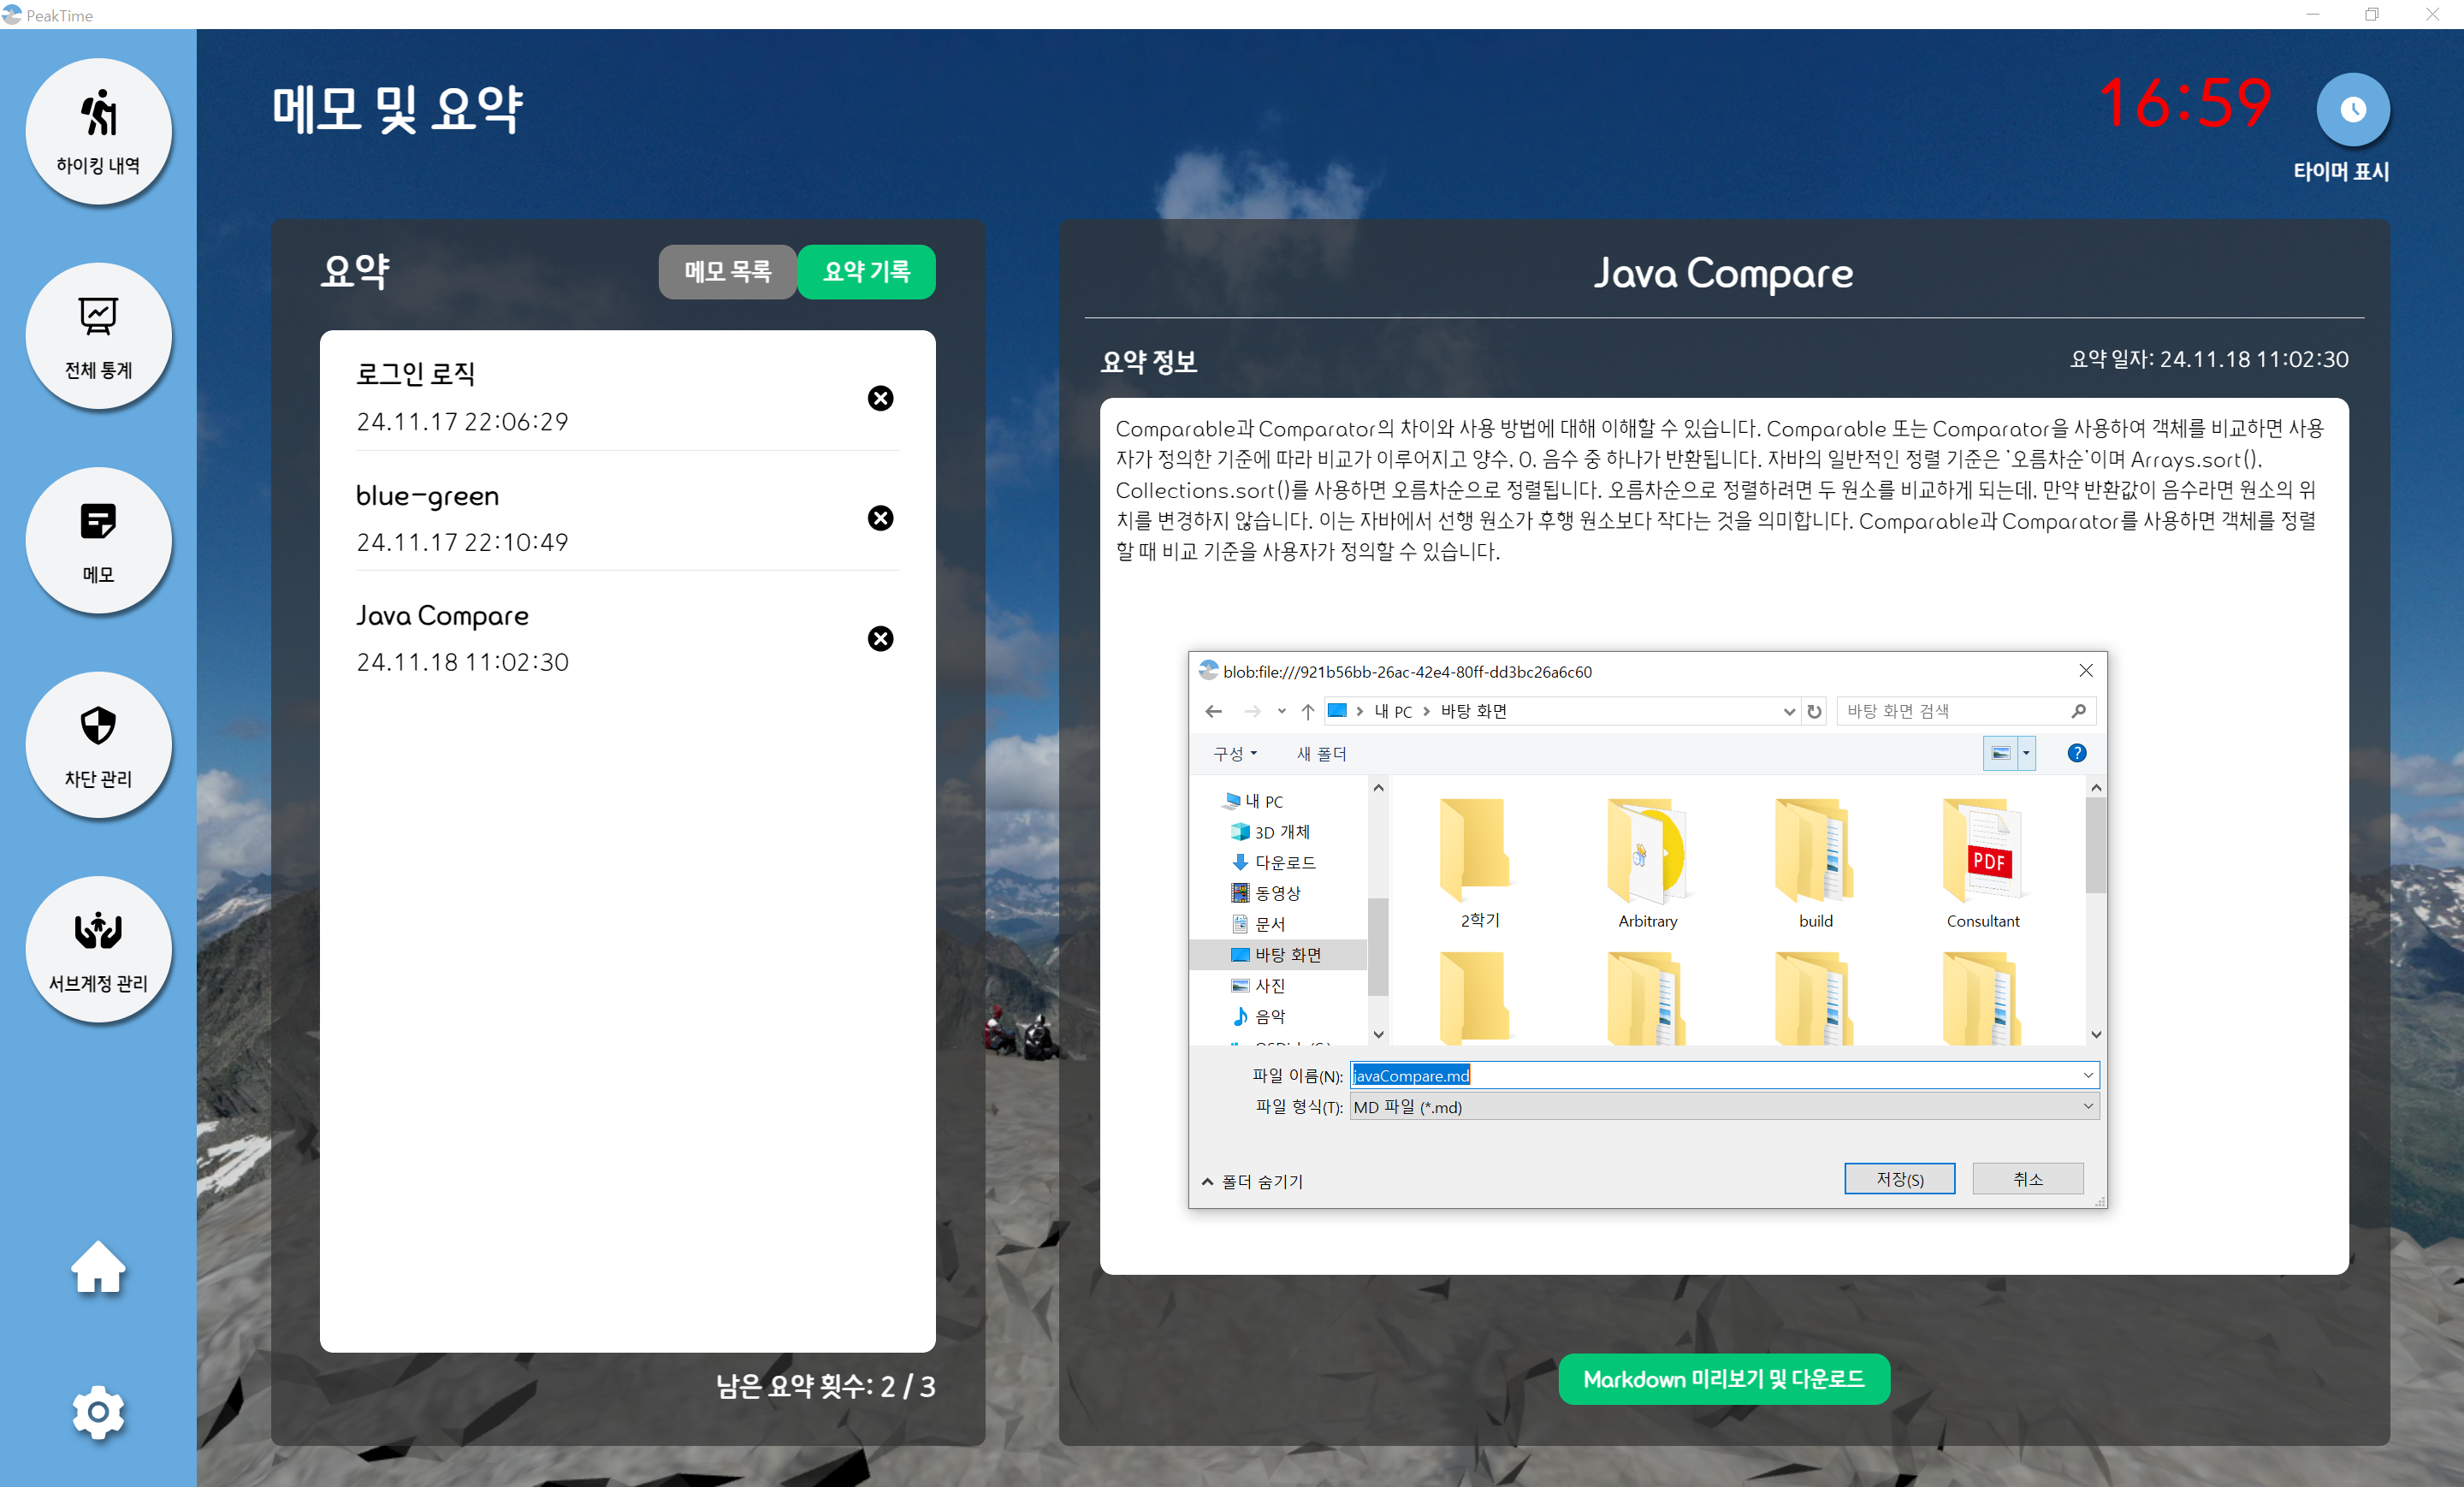 PeakTime
하이킹 내역
전체 통계
메모
차단 관리
서브계정 관리
메모 및 요약
16:59
타이머 표시
요약
메모 목록
요약 기록
로그인 로직
24.11.17 22:06:29
blue-green
24.11.17 22:10:49
Java Compare
24.11.18 11:02:30
남은 요약 횟수: 2 / 3
Java Compare
요약 정보
요약 일자: 24.11.18 11:02:30
Comparable과 Comparator의 차이와 사용 방법에 대해 이해할 수 있습니다. Comparable 또는 Comparator을 사용하여 객체를 비교하면 사용
자가 정의한 기준에 따라 비교가 이루어지고 양수, 0, 음수 중 하나가 반환됩니다. 자바의 일반적인 정렬 기준은 '오름차순'이며 Arrays.sort(),
Collections.sort()를 사용하면 오름차순으로 정렬됩니다. 오름차순으로 정렬하려면 두 원소를 비교하게 되는데, 만약 반환값이 음수라면 원소의 위
치를 변경하지 않습니다. 이는 자바에서 선행 원소가 후행 원소보다 작다는 것을 의미합니다. Comparable과 Comparator를 사용하면 객체를 정렬
할 때 비교 기준을 사용자가 정의할 수 있습니다.
blob:file:///921b56bb-26ac-42e4-80ff-dd3bc26a6c60
내 PC
바탕 화면
바탕 화면 검색
구성
새 폴더
내 PC
3D 개체
다운로드
동영상
문서
바탕 화면
사진
음악
2학기
Arbitrary
build
PDF
Consultant
파일 이름(N):
javaCompare.md
파일 형식(T):
MD 파일 (*.md)
폴더 숨기기
저장(S)
취소
Markdown 미리보기 및 다운로드